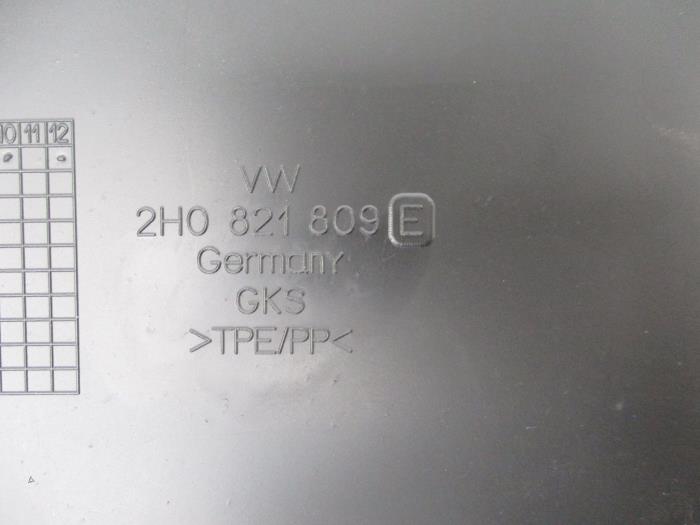 10 11 12
VW
2H0 821 809 E
Germany
GKS
>TPE/PP<